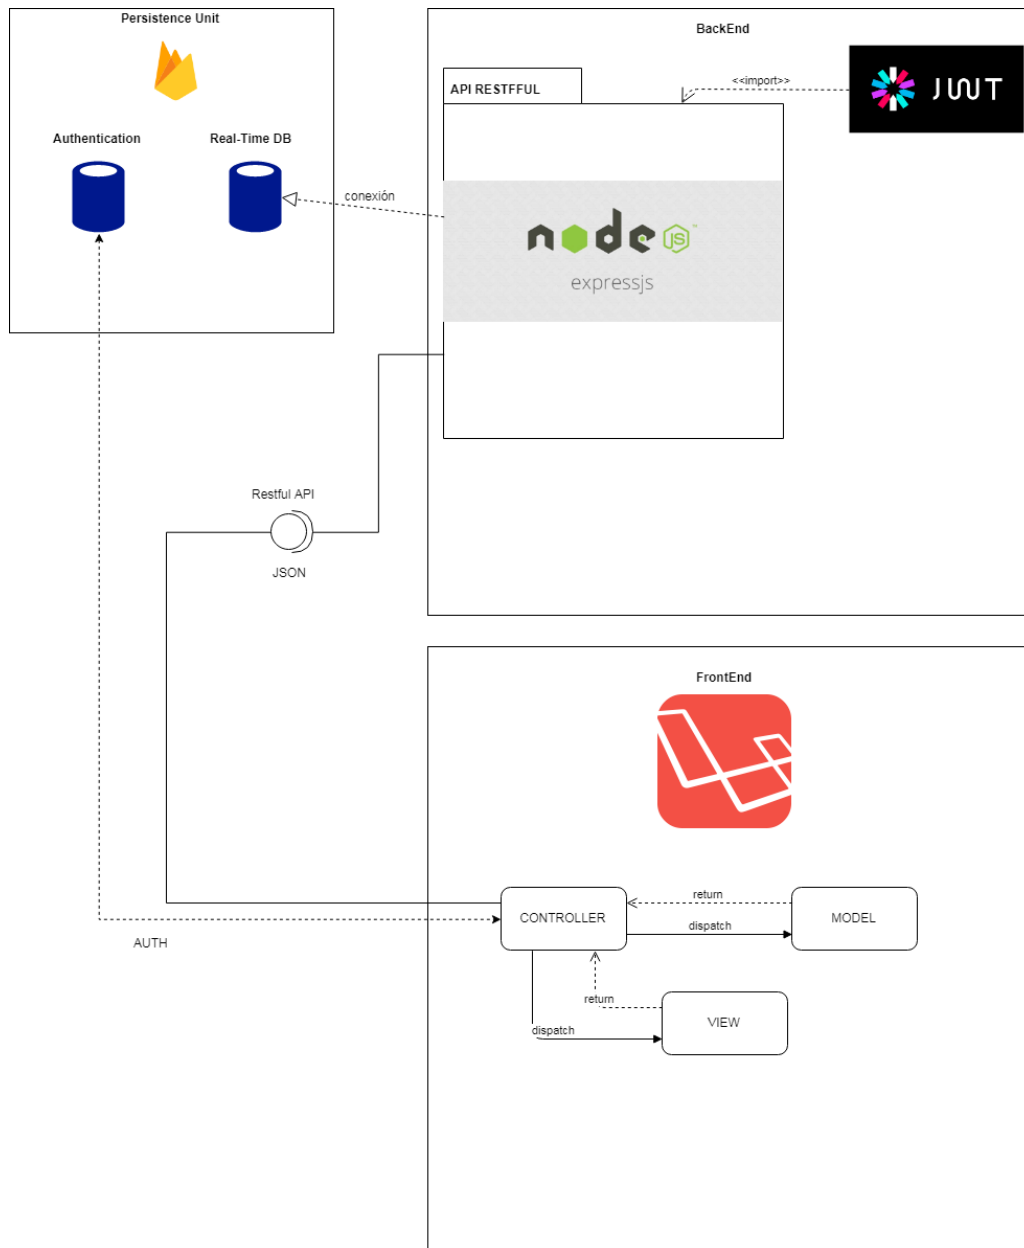 Persistence Unit
Authentication
Real-Time DB
conexión
BackEnd
API RESTFFUL
<<import>>
JWT
node
JS
™
expressjs
Restful API
JSON
FrontEnd
CONTROLLER
return
dispatch
MODEL
return
dispatch
VIEW
AUTH